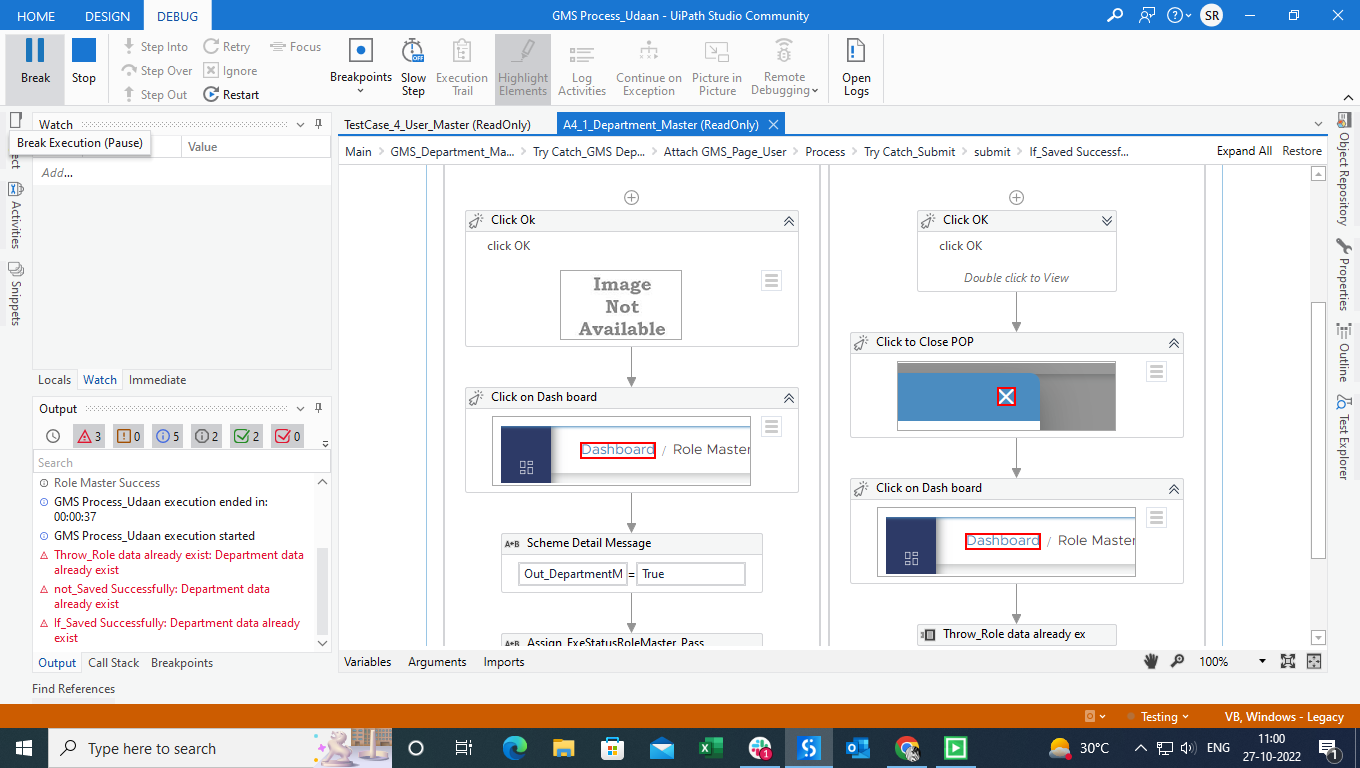 HOME DESIGN DEBUG GMS Process_Udaan - UiPath Studio Community SR
Break Stop Step Into Step Over Step Out Retry Ignore Restart Focus
Breakpoints Slow Step Execution Trail Highlight Elements Log Activities Continue on Exception Picture in Picture Remote Debugging Open Logs
Watch
Break Execution (Pause)
Value
Add...
Activities
Snippets
Locals Watch Immediate
Output
3 0 5 2 2 0
Search
Role Master Success
GMS Process_Udaan execution ended in:
00:00:37
GMS Process_Udaan execution started
Throw_Role data already exist: Department data
already exist
not_Saved Successfully: Department data
already exist
If_Saved Successfully: Department data already
exist
Output Call Stack Breakpoints
Find References
TestCase_4_User_Master (ReadOnly) A4_1_Department_Master (ReadOnly)
Main GMS_Department_Ma... Try Catch_GMS Dep... Attach GMS_Page_User Process Try Catch_Submit submit If_Saved Successf... Expand All Restore
Click Ok
click OK
Image
Not
Available
Click on Dash board
Dashboard / Role Master
Scheme Detail Message
Out_DepartmentM = True
Assign_ExeStatusRoleMaster_Pass
Click OK
click OK
Double click to View
Click to Close POP
Click on Dash board
Dashboard / Role Master
Throw_Role data already ex
Variables Arguments Imports 100%
Object Repository
Properties
Outline
Test Explorer
Testing VB, Windows - Legacy
Type here to search 1 30°C ENG 11:00
27-10-2022 1